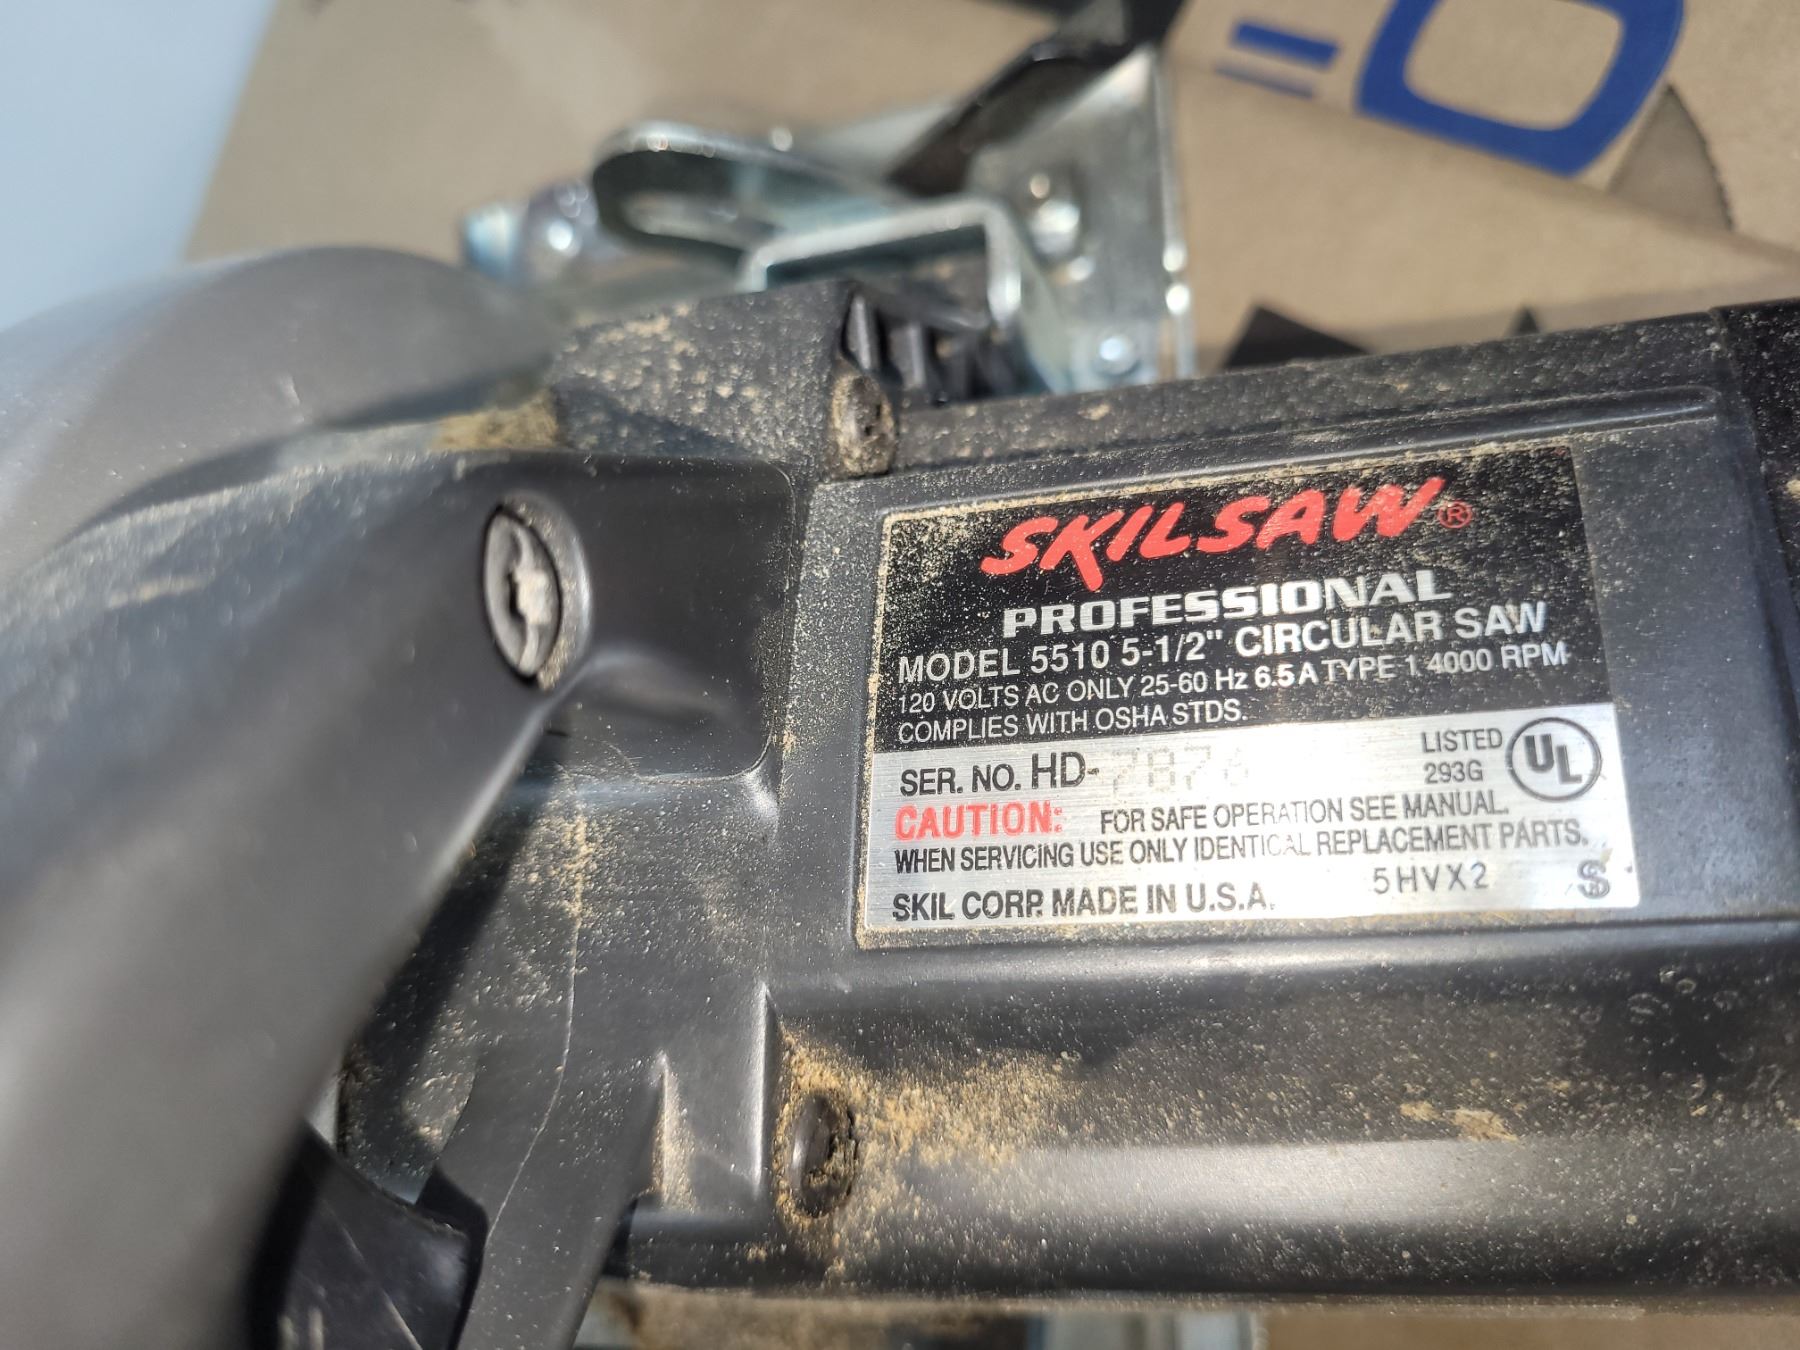 SKILSAW®
PROFESSIONAL
MODEL 5510 5-1/2" CIRCULAR SAW
120 VOLTS AC ONLY 25-60 Hz 6.5 A TYPE 1 4000 RPM
COMPLIES WITH OSHA STDS.
SER. NO. HD-
LISTED
293G
UL
CAUTION: FOR SAFE OPERATION SEE MANUAL.
WHEN SERVICING USE ONLY IDENTICAL REPLACEMENT PARTS.
SKIL CORP. MADE IN U.S.A. 5HVX2 S